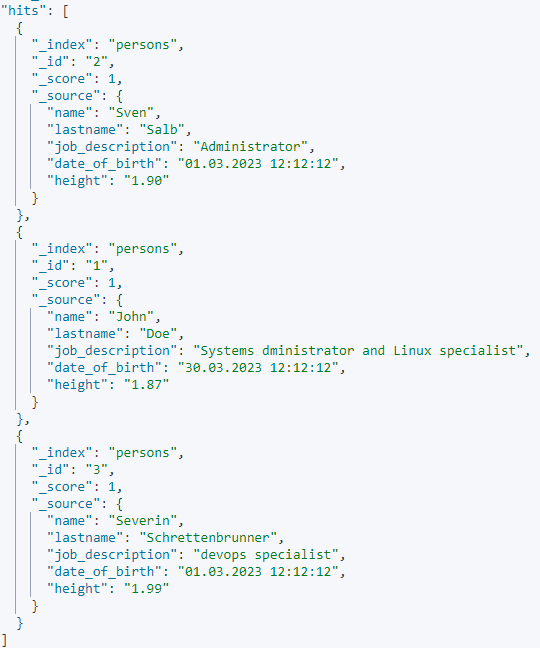 "hits": [
{
"_index": "persons",
"_id": "2",
"_score": 1,
"_source": {
"name": "Sven",
"lastname": "Salb",
"job_description": "Administrator",
"date_of_birth": "01.03.2023 12:12:12",
"height": "1.90"
}
},
{
"_index": "persons",
"_id": "1",
"_score": 1,
"_source": {
"name": "John",
"lastname": "Doe",
"job_description": "Systems dministrator and Linux specialist",
"date_of_birth": "30.03.2023 12:12:12",
"height": "1.87"
}
},
{
"_index": "persons",
"_id": "3",
"_score": 1,
"_source": {
"name": "Severin",
"lastname": "Schrettenbrunner",
"job_description": "devops specialist",
"date_of_birth": "01.03.2023 12:12:12",
"height": "1.99"
}
}
]